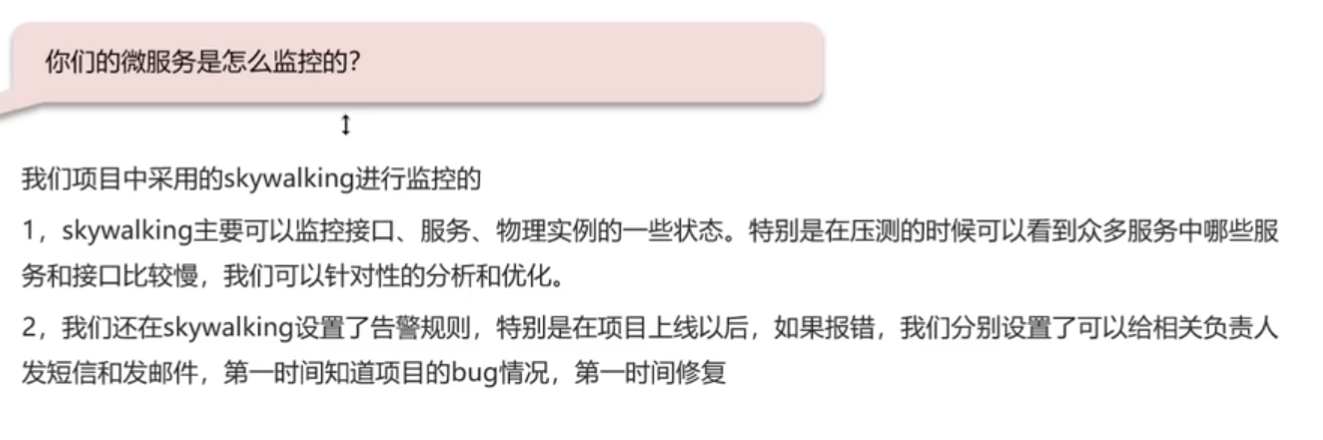 你们的微服务是怎么监控的？
我们项目中采用的skywalking进行监控的
1，skywalking主要可以监控接口、服务、物理实例的一些状态。特别是在压测的时候可以看到众多服务中哪些服
务和接口比较慢，我们可以针对性的分析和优化。
2，我们还在skywalking设置了告警规则，特别是在项目上线以后，如果报错，我们分别设置了可以给相关负责人
发短信和发邮件，第一时间知道项目的bug情况，第一时间修复